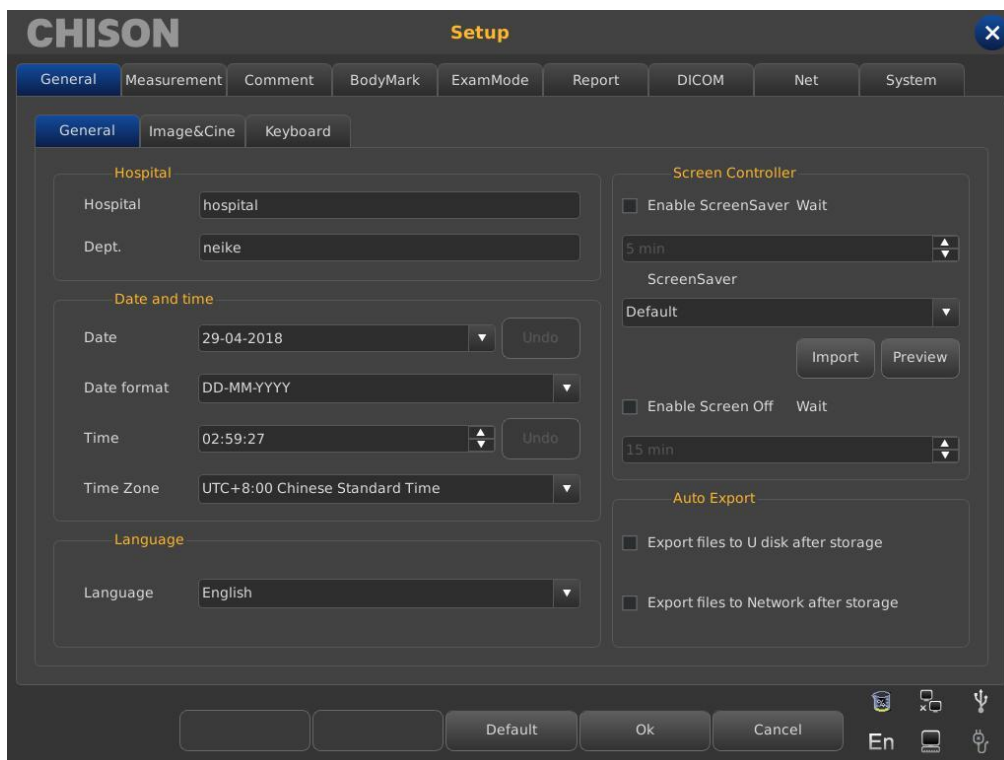 CHISON
Setup
General Measurement Comment BodyMark ExamMode Report DICOM Net System
General Image&Cine Keyboard
Hospital
Hospital hospital
Dept. neike
Date and time
Date 29-04-2018 Undo
Date format DD-MM-YYYY
Time 02:59:27 Undo
Time Zone UTC+8:00 Chinese Standard Time
Language
Language English
Screen Controller
Enable ScreenSaver Wait
5 min
ScreenSaver
Default
Import Preview
Enable Screen Off Wait
15 min
Auto Export
Export files to U disk after storage
Export files to Network after storage
Default Ok Cancel
En